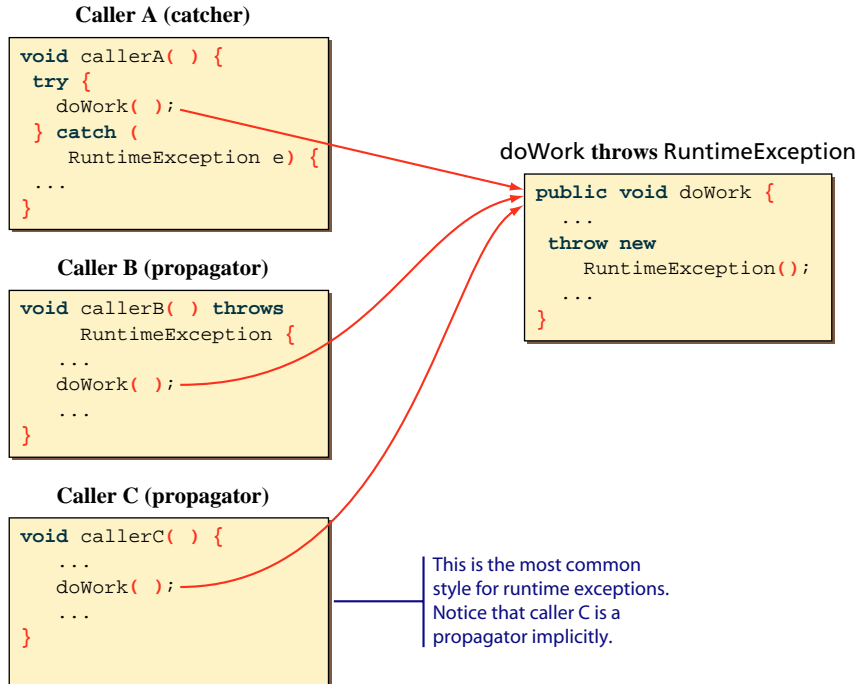 Caller A (catcher)
void callerA( ) {
try {
doWork( );
} catch (
RuntimeException e) {
...
}
doWork throws RuntimeException
public void doWork {
...
throw new
RuntimeException();
...
}
Caller B (propagator)
void callerB( ) throws
RuntimeException {
...
doWork( );
...
}
Caller C (propagator)
void callerC( ) {
...
doWork( );
...
}
This is the most common
style for runtime exceptions.
Notice that caller C is a
propagator implicitly.